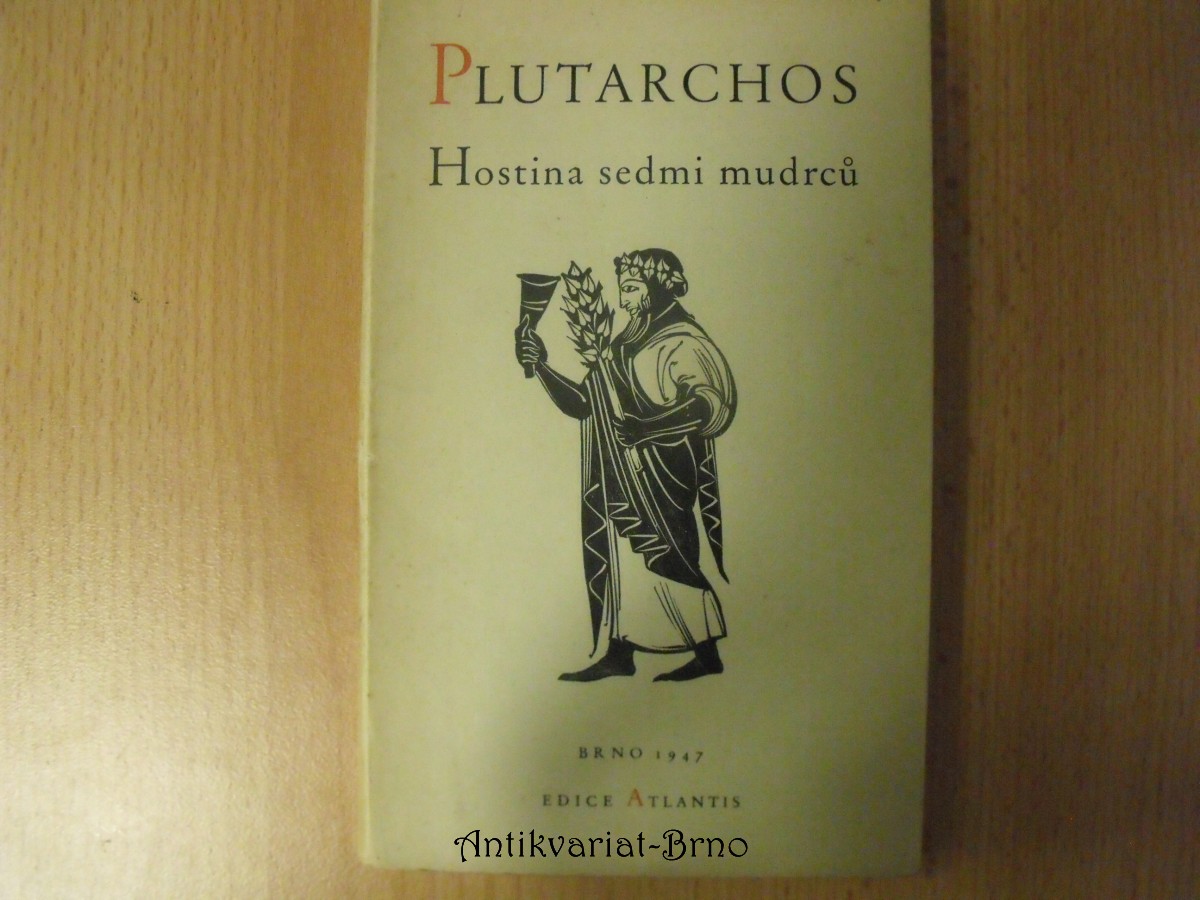 PLUTARCHOS
Hostina sedmi mudrců
BRNO 1947
EDICE ATLANTIS
Antikvariat-Brno